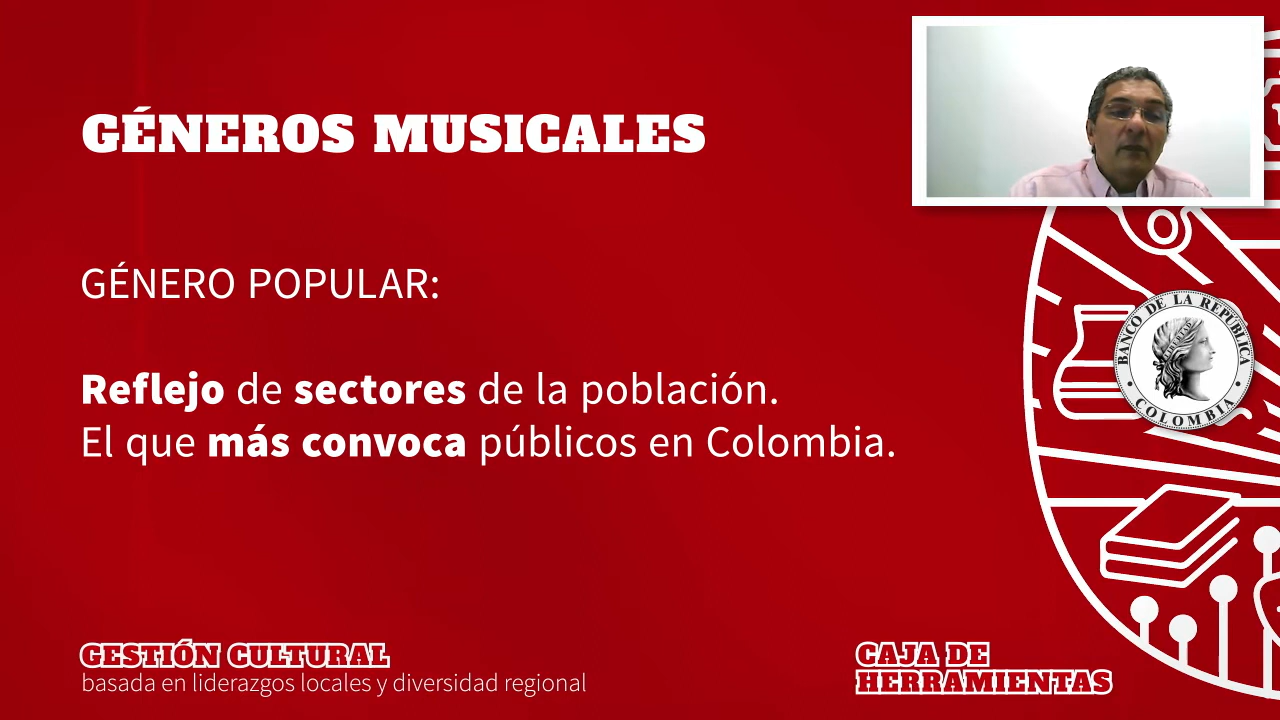 GÉNEROS MUSICALES
GÉNERO POPULAR:
Reflejo de sectores de la población.
El que más convoca públicos en Colombia.
BANCO DE LA REPÚBLICA
COLOMBIA
LIBERTAD
GESTIÓN CULTURAL
basada en liderazgos locales y diversidad regional
CAJA DE
HERRAMIENTAS